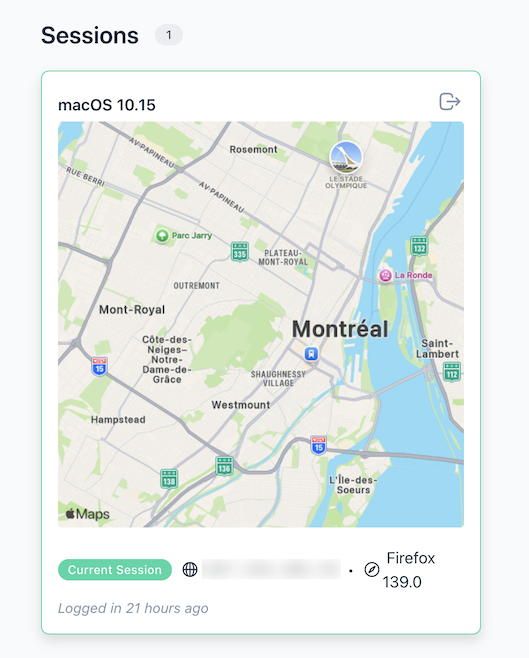 Sessions 1
macOS 10.15
Rosemont
AV-PAPINEAU
LE STADE
OLYMPIQUE
RUE BERRI
AV-PAPINEAU
Parc Jarry
335
PLATEAU-
MONT-ROYAL
132
La Ronde
OUTREMONT
Mont-Royal
Montréal
Côte-des-
Neiges–
Notre-
Dame-de-
Grâce
Saint-
Lambert
15
SHAUGHNESSY
VILLAGE
112
Westmount
Hampstead
15
136
138
L'Île-des-
Soeurs
Maps
Current Session · Firefox
139.0
Logged in 21 hours ago